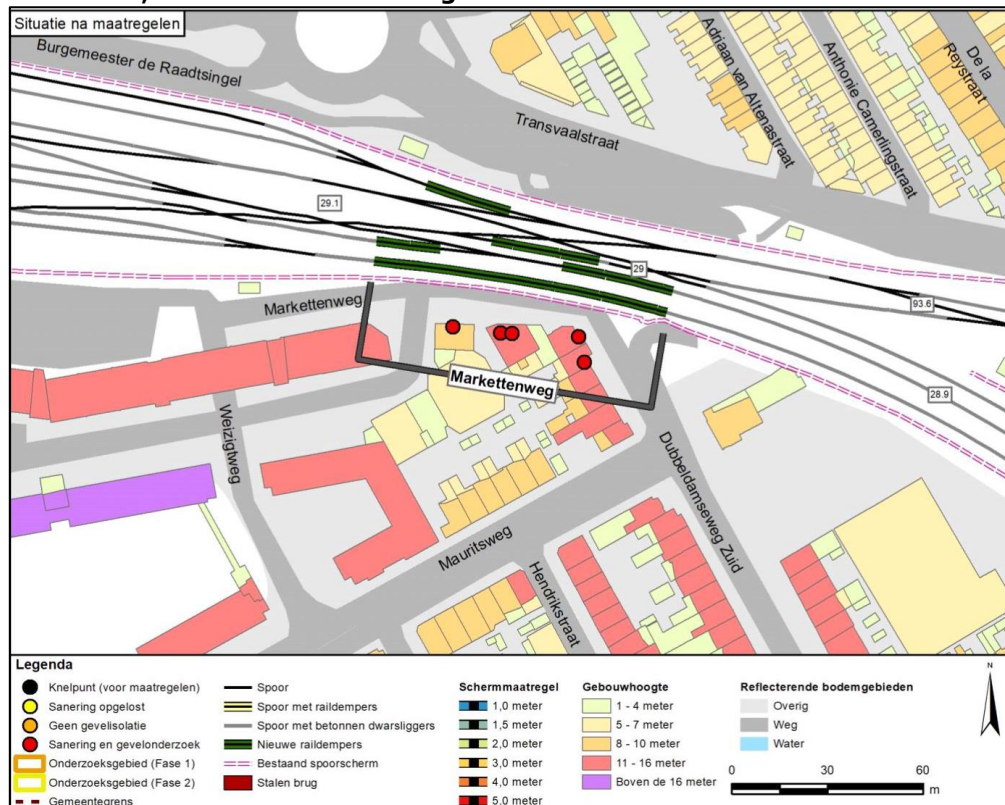 Situatie na maatregelen
Burgemeester de Raadtsingel
Transvaalstraat
Adriaan van Altenastraat
Anthonie Camerlingstraat
De la
Reystraat
29.1
29
93.6
28.9
Markettenweg
Markettenweg
Weizigtweg
Mauritsweg
Hendrikstraat
Dubbeldamseweg Zuid
Legenda
Knelpunt (voor maatregelen)
Sanering opgelost
Geen gevelisolatie
Sanering en gevelonderzoek
Onderzoeksgebied (Fase 1)
Onderzoeksgebied (Fase 2)
Gemeentegrens
Spoor
Spoor met raildempers
Spoor met betonnen dwarsliggers
Nieuwe raildempers
Bestaand spoorscherm
Stalen brug
Schermmaatregel
1,0 meter
1,5 meter
2,0 meter
3,0 meter
4,0 meter
5,0 meter
Gebouwhoogte
1 - 4 meter
5 - 7 meter
8 - 10 meter
11 - 16 meter
Boven de 16 meter
Reflecterende bodemgebieden
Overig
Weg
Water
N
0 30 60
m